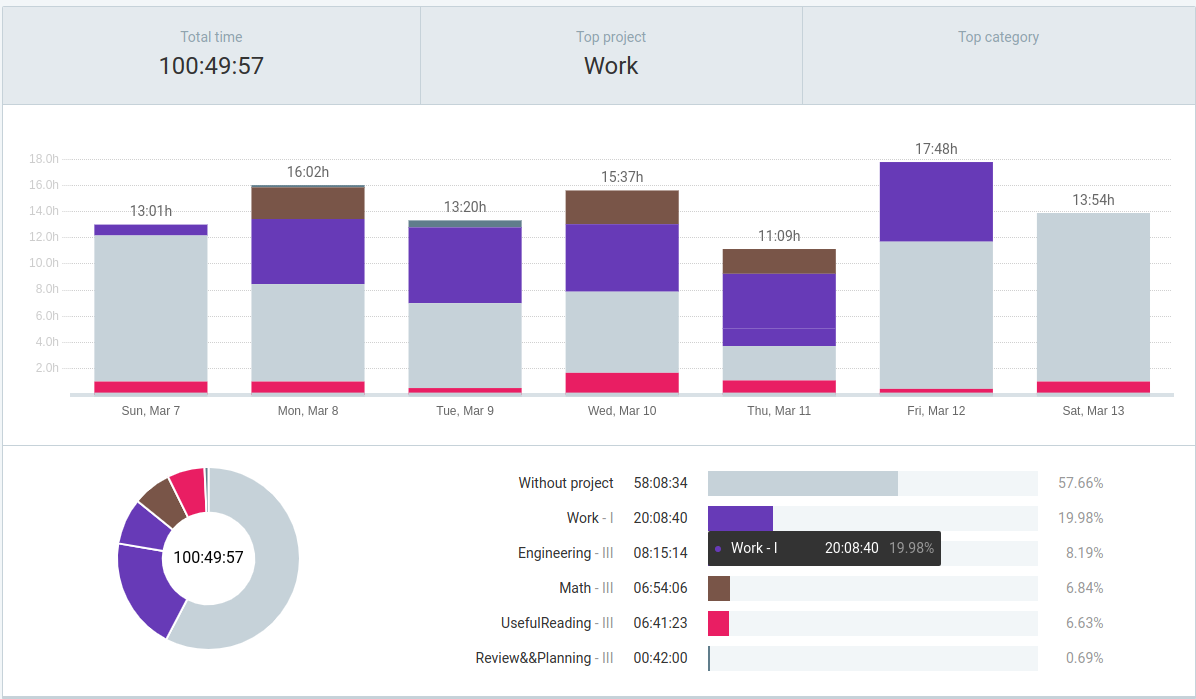 Total time
Top project
Top category
100:49:57
Work
17:48h
18.0h
16:02h
15:37h
16.0h
13:54h
14.0h
13:01h
13:20h
12.0h
11:09h
10.0h
8.0h
6.0h
4.0h
2.0h
Sun, Mar 7 Mon, Mar 8 Tue, Mar 9 Wed, Mar 10 Thu, Mar 11 Fri, Mar 12 Sat, Mar 13
100:49:57
Without project 58:08:34 57.66%
Work - I 20:08:40 19.98%
Work - I 20:08:40 19.98%
Engineering - III 08:15:14 8.19%
Math - III 06:54:06 6.84%
UsefulReading - III 06:41:23 6.63%
Review&&Planning - III 00:42:00 0.69%